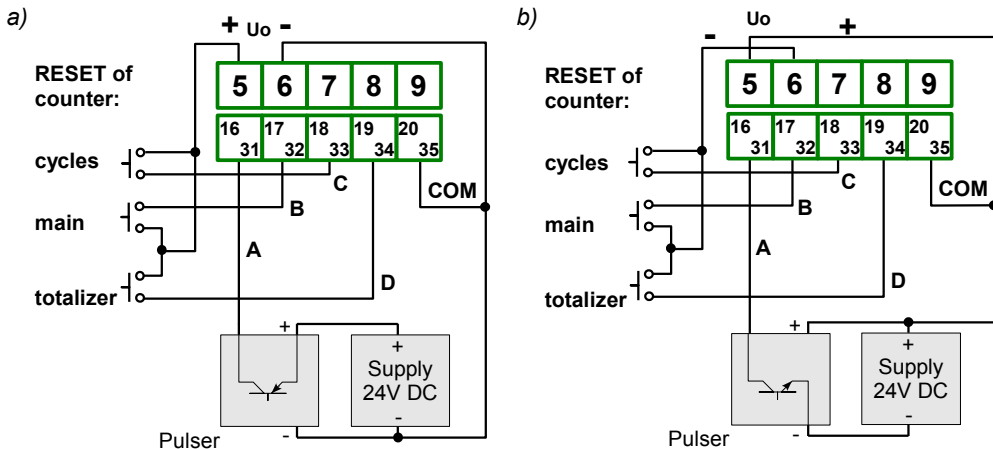 a)
+ Uo -
RESET of
counter:
5 6 7 8 9
16 17 18 19 20
31 32 33 34 35
cycles
C
COM
B
main
A
D
totalizer
+
+
Supply
24V DC
-
-
Pulser
b)
Uo
- +
RESET of
counter:
5 6 7 8 9
16 17 18 19 20
31 32 33 34 35
cycles
C
COM
B
main
A
D
totalizer
+
+
Supply
24V DC
-
-
Pulser